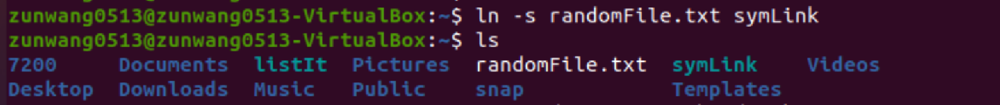 zunwang0513@zunwang0513-VirtualBox:~$ ln -s randomFile.txt symLink
zunwang0513@zunwang0513-VirtualBox:~$ ls
7200 Documents listIt Pictures randomFile.txt symLink Videos
Desktop Downloads Music Public snap Templates